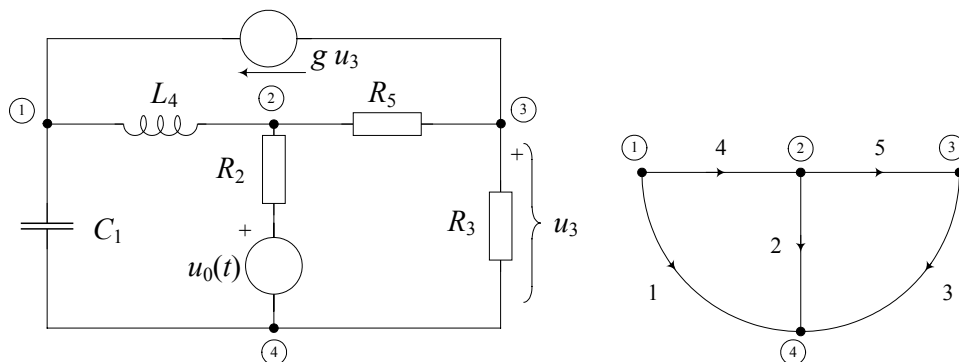 g u₃
① L₄ ② R₅ ③
R₂ +
C₁ + R₃ u₃
u₀(t)
④
① 4 ② 5 ③
2
1 3
④